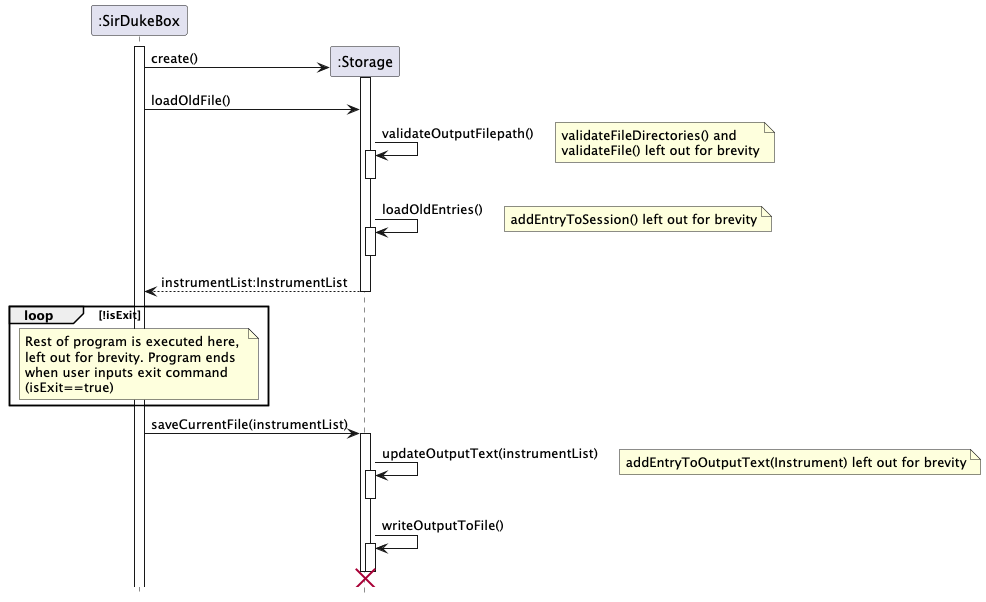 :SirDukeBox
create()
:Storage
loadOldFile()
validateOutputFilepath()
validateFileDirectories() and
validateFile() left out for brevity
loadOldEntries()
addEntryToSession() left out for brevity
instrumentList:InstrumentList
loop
[!isExit]
Rest of program is executed here,
left out for brevity. Program ends
when user inputs exit command
(isExit==true)
saveCurrentFile(instrumentList)
updateOutputText(instrumentList)
addEntryToOutputText(Instrument) left out for brevity
writeOutputToFile()